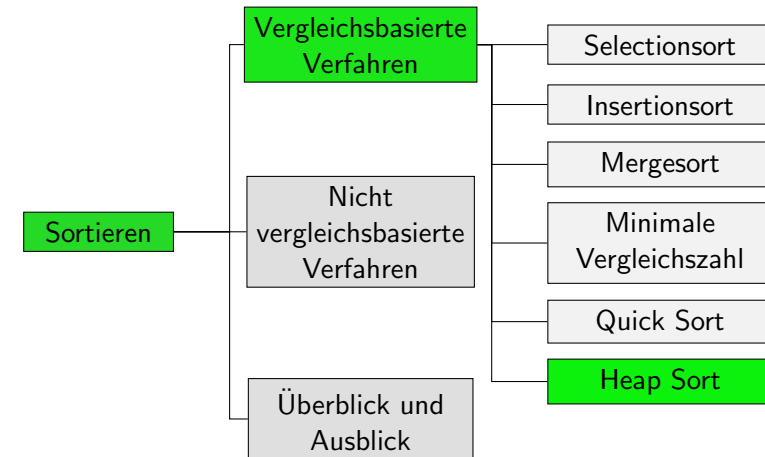 Sortieren
Vergleichsbasierte
Verfahren
Nicht
vergleichsbasierte
Verfahren
Überblick und
Ausblick
Selectionsort
Insertionsort
Mergesort
Minimale
Vergleichszahl
Quick Sort
Heap Sort